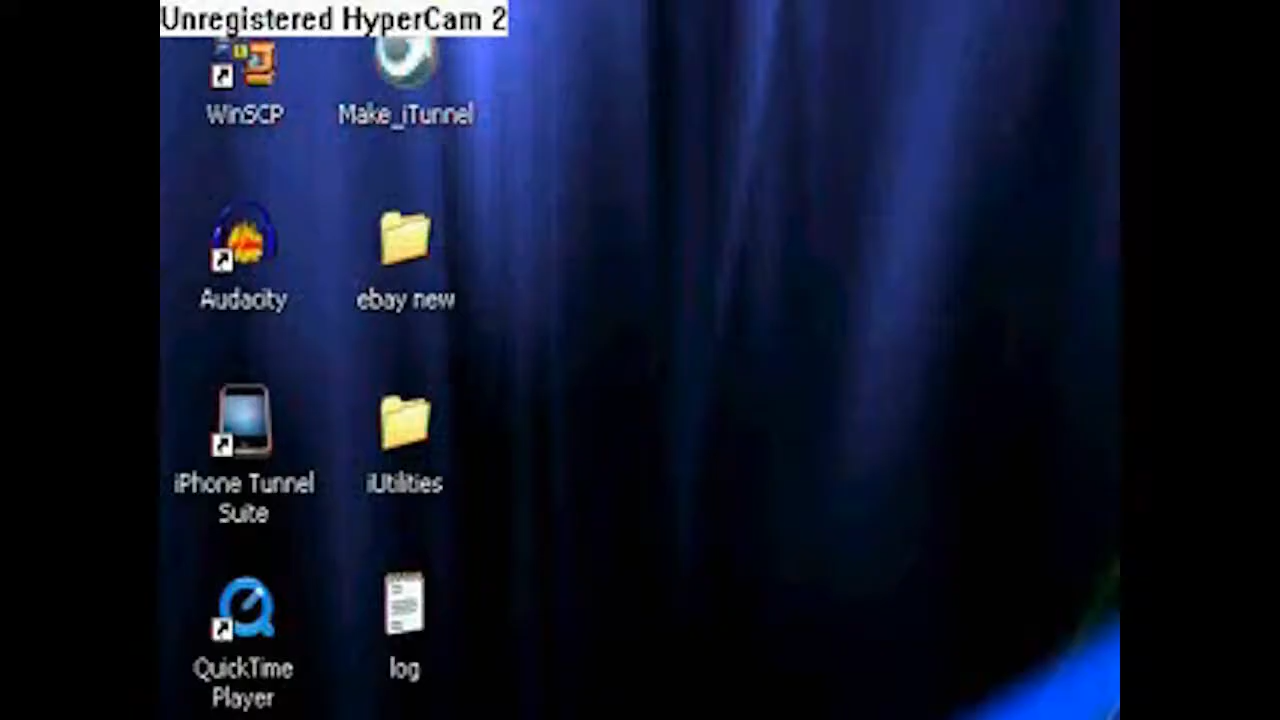 Unregistered HyperCam 2
WinSCP
Make_iTunnel
Audacity
ebay new
iPhone Tunnel
Suite
iUtilities
QuickTime
Player
log